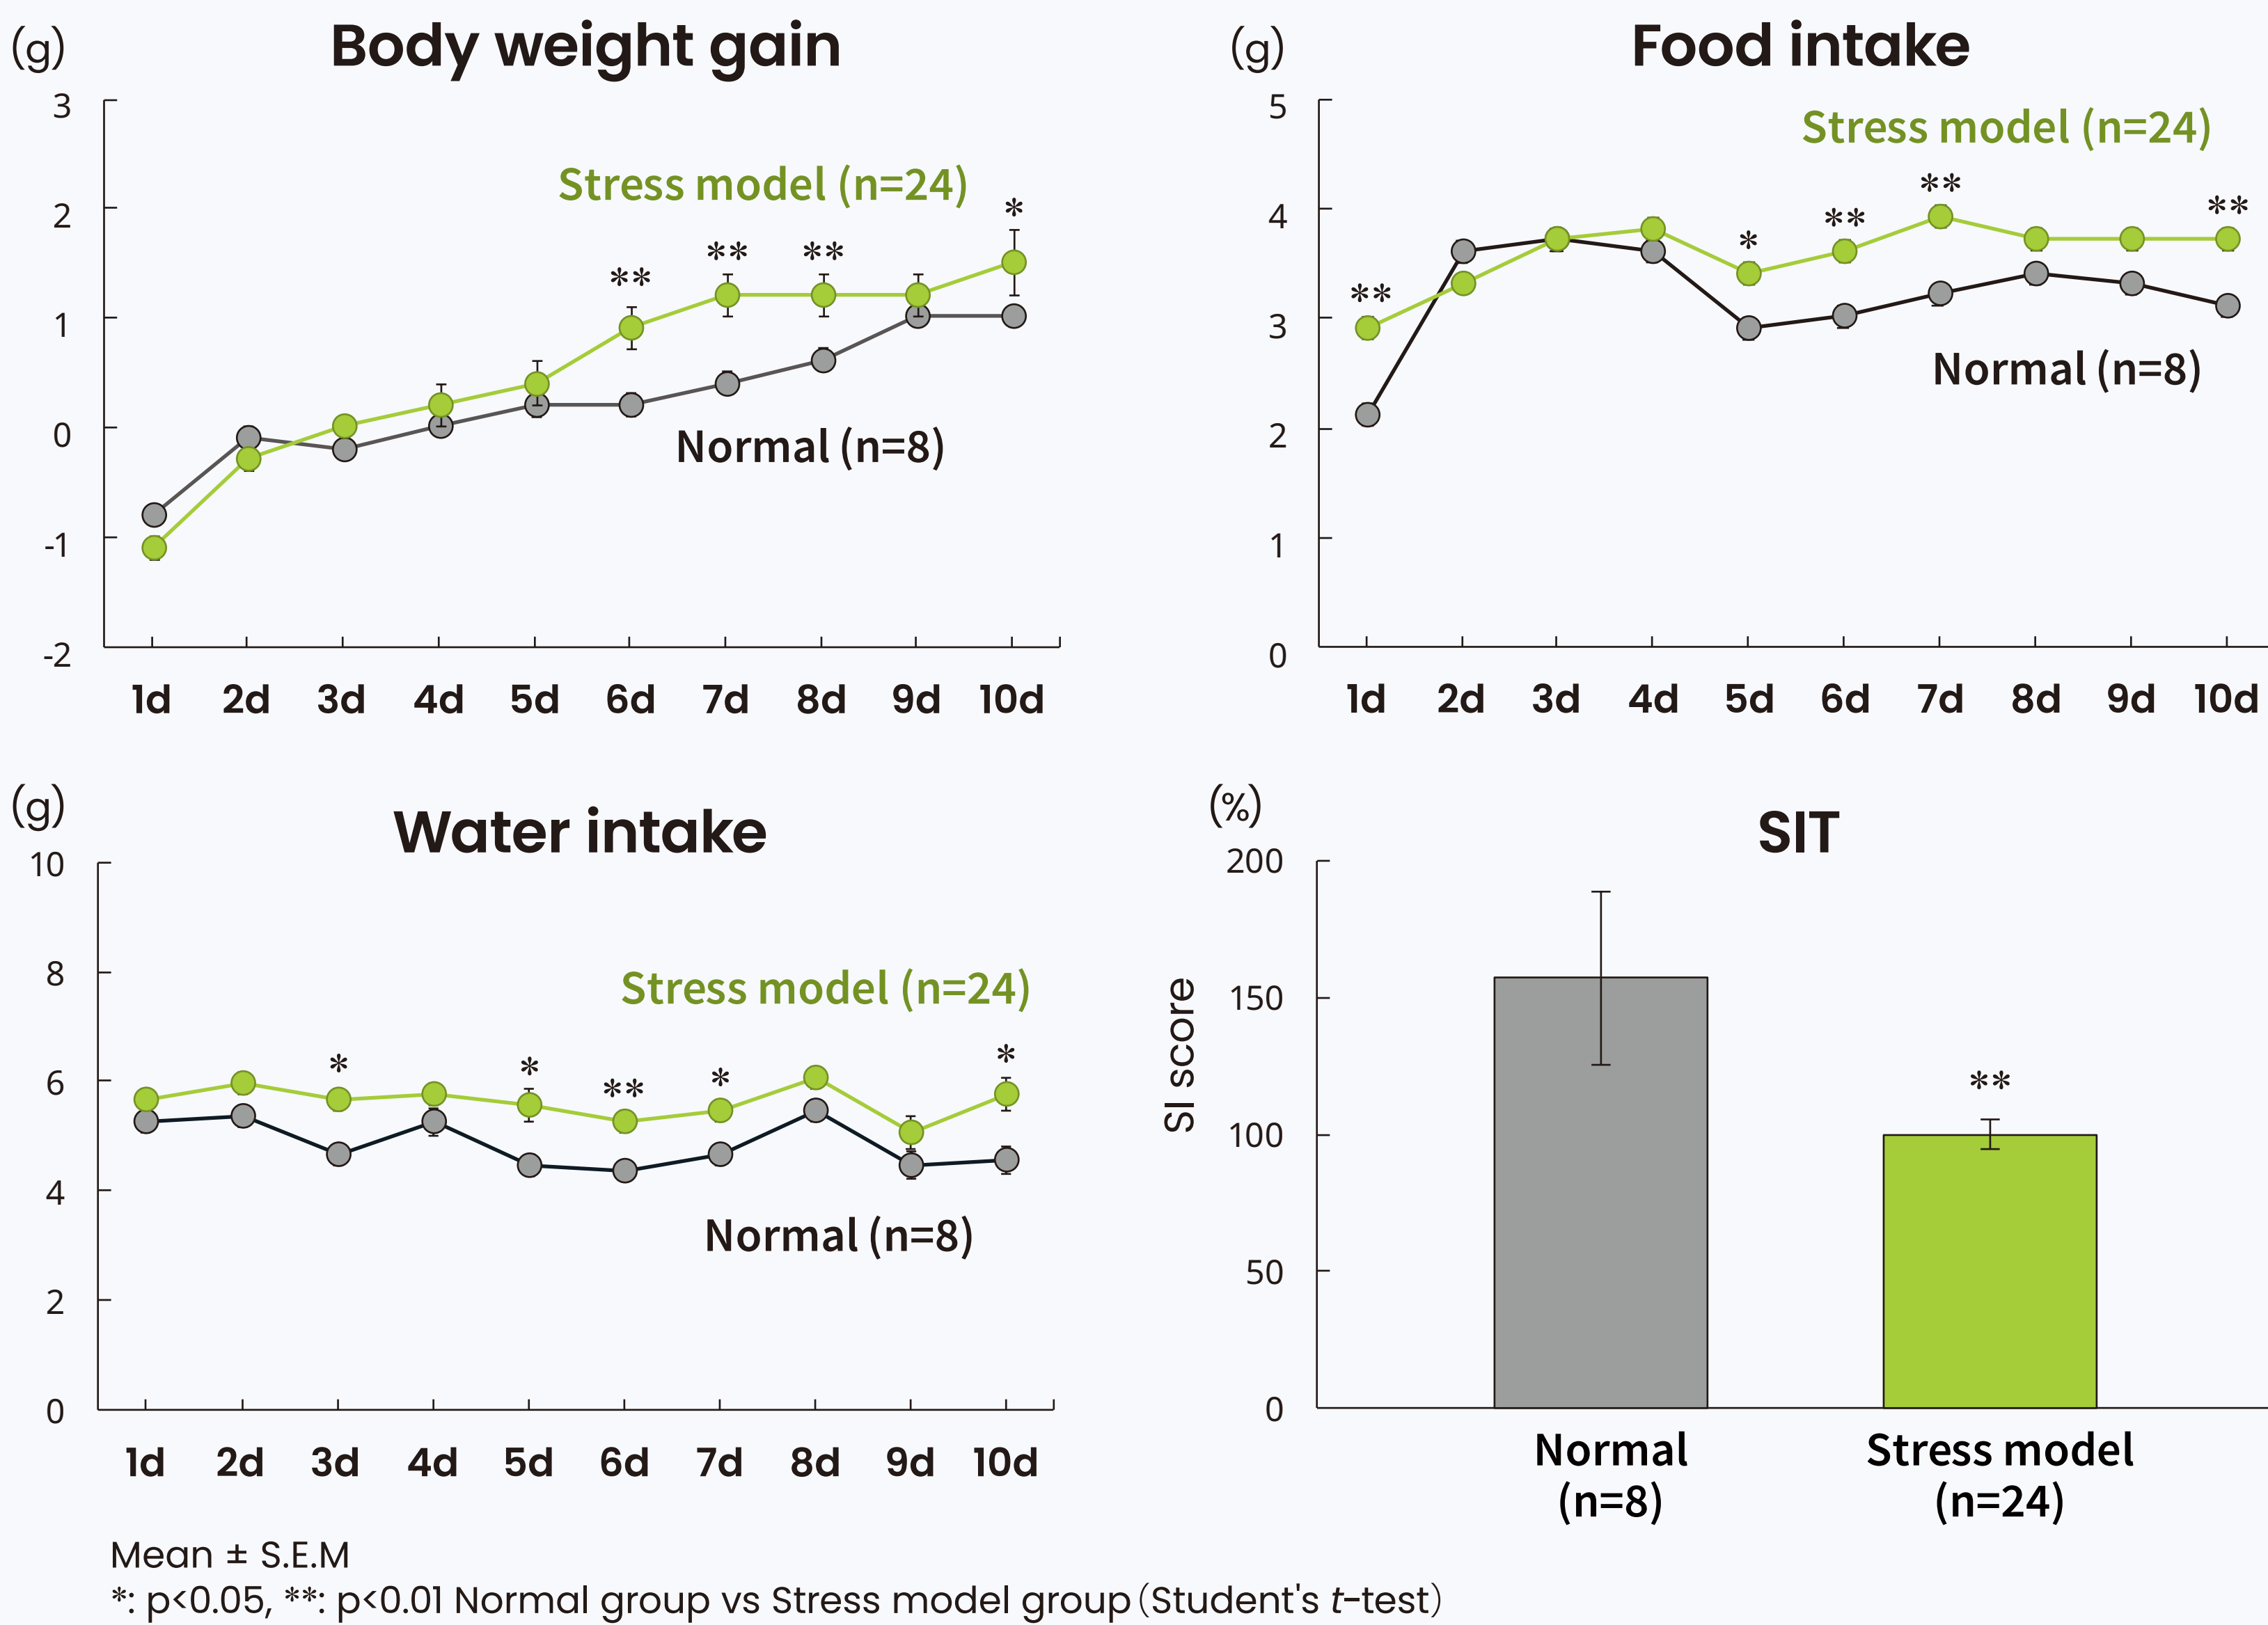 (g)
Body weight gain
3
2
1
0
-1
-2
Stress model (n=24)
**
**
**
*
Normal (n=8)
1d 2d 3d 4d 5d 6d 7d 8d 9d 10d
(g)
Food intake
5
4
3
2
1
0
Stress model (n=24)
**
*
**
**
**
Normal (n=8)
1d 2d 3d 4d 5d 6d 7d 8d 9d 10d
(g)
Water intake
10
8
6
4
2
0
Stress model (n=24)
*
*
**
*
*
Normal (n=8)
1d 2d 3d 4d 5d 6d 7d 8d 9d 10d
(%)
SIT
SI score
200
150
100
50
0
**
Normal
(n=8)
Stress model
(n=24)
Mean ± S.E.M
*: p<0.05, **: p<0.01 Normal group vs Stress model group (Student's t-test)